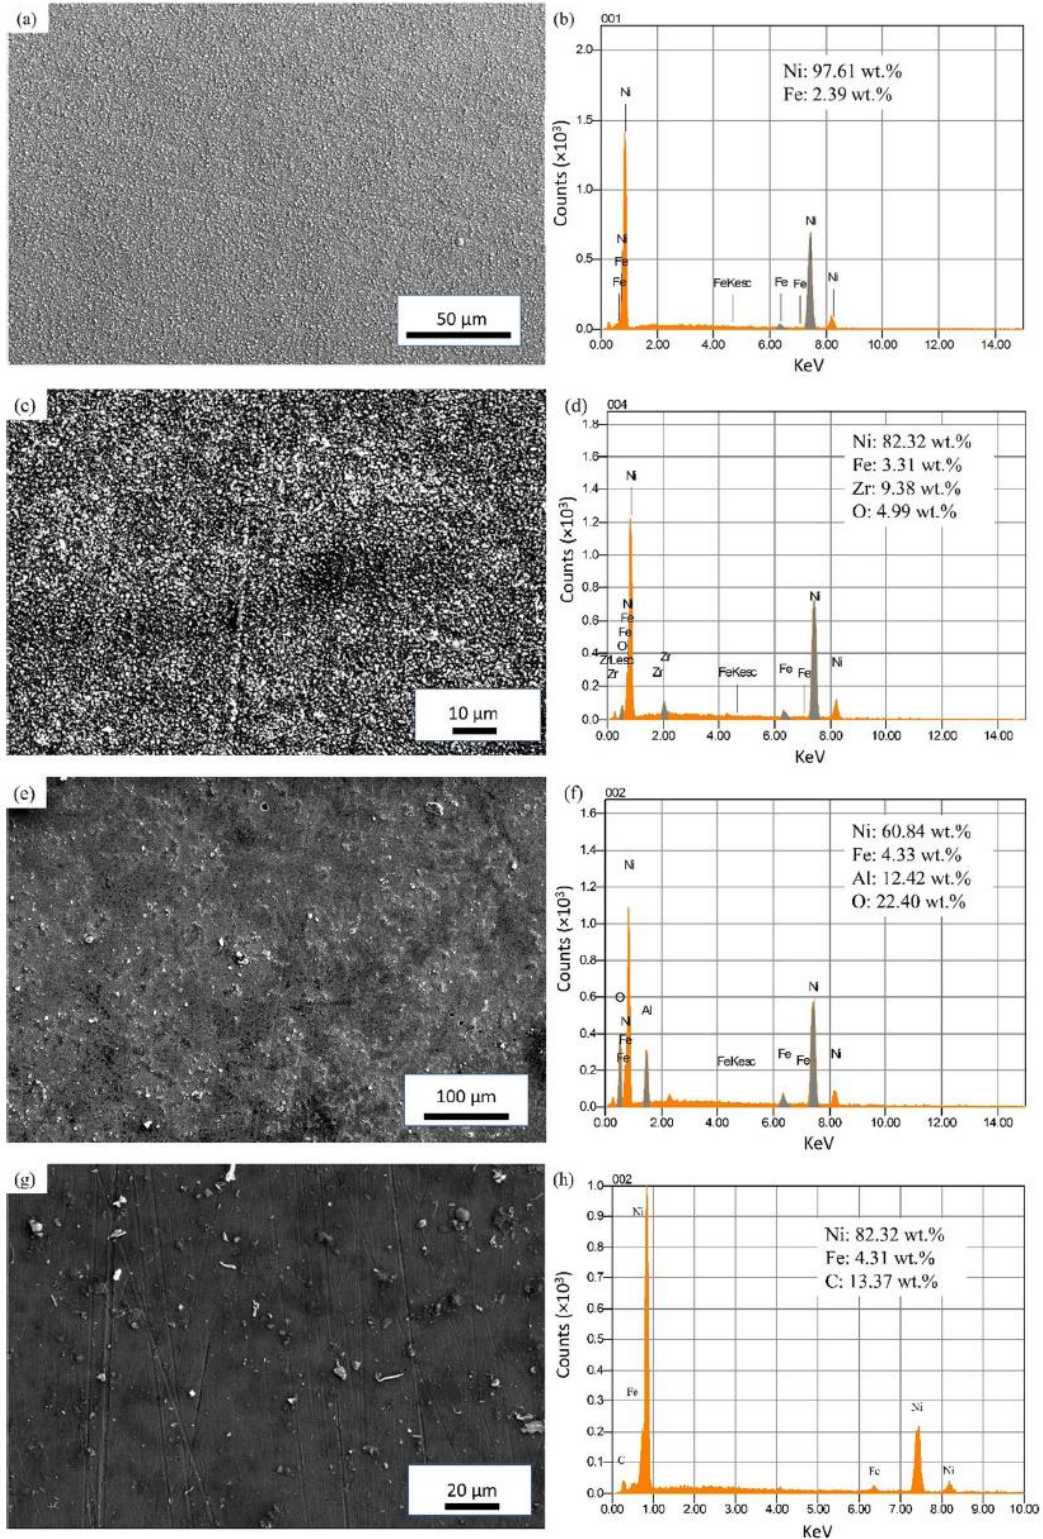 (a)
50 μm
(b)
001
Ni: 97.61 wt.%
Fe: 2.39 wt.%
Counts (×10³)
2.0
1.5
1.0
0.5
0.0
Ni
Ni
Fe
Fe
FeKesc
Fe
Fe
Ni
Ni
0.00 2.00 4.00 6.00 8.00 10.00 12.00 14.00
KeV
(c)
10 μm
(d)
004
Ni: 82.32 wt.%
Fe: 3.31 wt.%
Zr: 9.38 wt.%
O: 4.99 wt.%
Counts (×10³)
1.8
1.6
1.4
1.2
1.0
0.8
0.6
0.4
0.2
0.0
Ni
Ni
Fe
Fe
O
ZrLesc
Zr
Zr
Zr
FeKesc
Fe
Fe
Ni
Ni
0.00 2.00 4.00 6.00 8.00 10.00 12.00 14.00
KeV
(e)
100 μm
(f)
002
Ni: 60.84 wt.%
Fe: 4.33 wt.%
Al: 12.42 wt.%
O: 22.40 wt.%
Counts (×10³)
1.6
1.4
1.2
1.0
0.8
0.6
0.4
0.2
0.0
Ni
O
Ni
Fe
Fe
Al
FeKesc
Fe
Fe
Ni
Ni
0.00 2.00 4.00 6.00 8.00 10.00 12.00 14.00
KeV
(g)
20 μm
(h)
002
Ni: 82.32 wt.%
Fe: 4.31 wt.%
C: 13.37 wt.%
Counts (×10³)
1.0
0.9
0.8
0.7
0.6
0.5
0.4
0.3
0.2
0.1
0.0
Ni
Fe
C
Fe
Ni
Ni
0.00 1.00 2.00 3.00 4.00 5.00 6.00 7.00 8.00 9.00 10.00
KeV